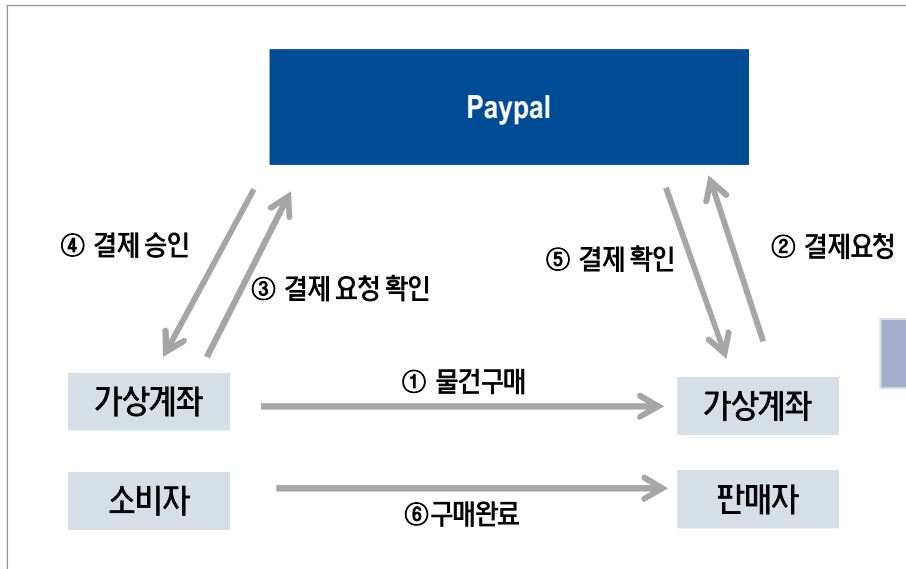 Paypal
④ 결제 승인
③ 결제 요청 확인
⑤ 결제 확인
② 결제요청
① 물건구매
가상계좌
가상계좌
소비자
판매자
⑥구매완료